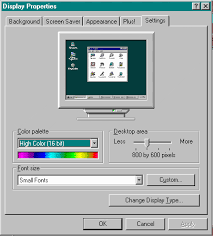 Display Properties
Background Screen Saver Appearance Plus! Settings
Color palette
High Color (16 bit)
Desktop area
Less More
800 by 600 pixels
Font size
Small Fonts
Custom...
Change Display Type...
OK Cancel Apply